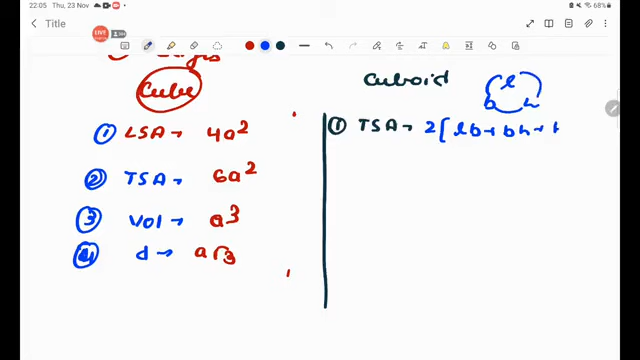 22:05 Thu, 23 Nov
68%
Title
LIVE
Cube
Cuboid
l
b h
① LSA → 4a²
② TSA → 6a²
③ Vol → a³
④ d → a√3
① TSA → 2[lb+bh+